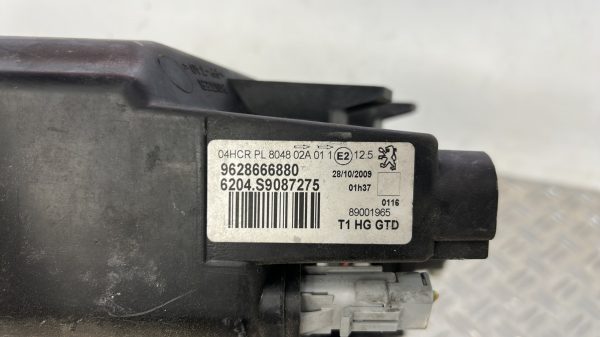 04HCR PL 8048 02A 01 1 E2 12.5
9628666880
28/10/2009
6204.S9087275
01h37
0116
89001965
T1 HG GTD